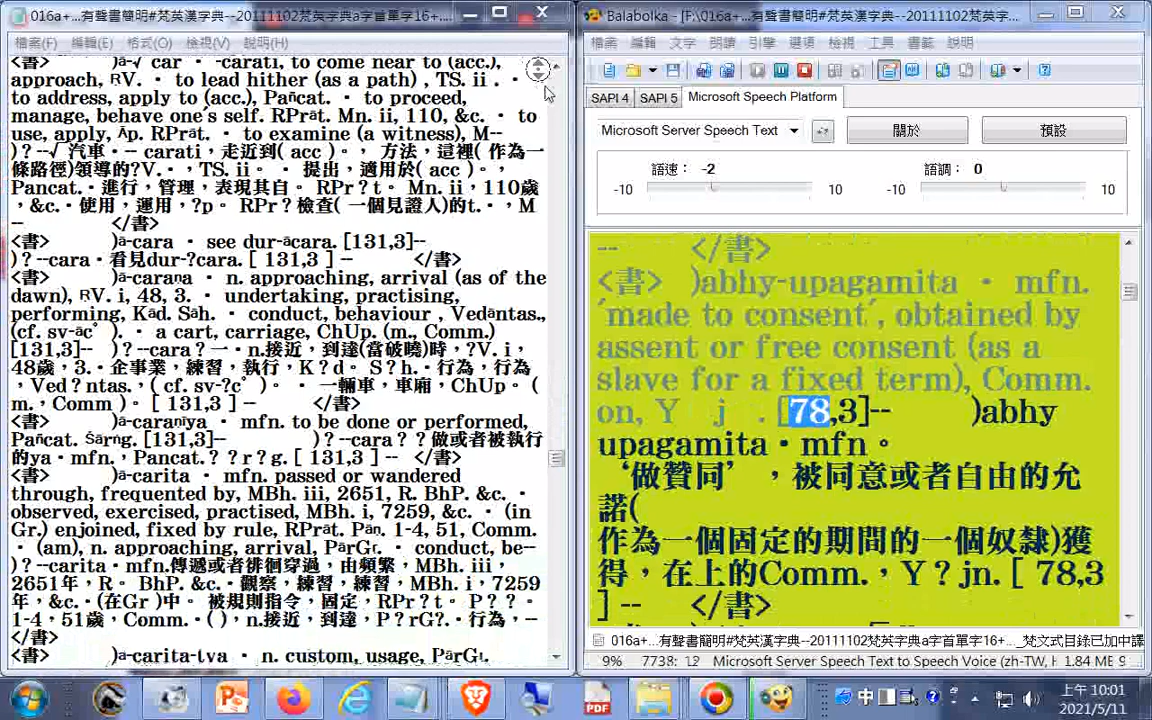 016a+...有聲書簡明#梵英漢字典--20111102梵英字典a字首單字16+...
檔案(F) 編輯(E) 格式(O) 檢視(V) 說明(H)
<書> )ā-√ car ‧ -carati, to come near to (acc.),
approach, RV. ‧ to lead hither (as a path) , TS. ii . ‧
to address, apply to (acc.), Pañcat. ‧ to proceed,
manage, behave one's self. RPrāt. Mn. ii, 110, &c. ‧ to
use, apply, Āp. RPrāt. ‧ to examine (a witness), M--
)? --√ 汽車‧-- carati,走近到( acc )。, 方法,這裡( 作為一
條路徑)領導的?V.‧,TS. ii。‧ 提出,適用於( acc )。,
Pancat.‧進行,管理,表現其自。 RPr?t。 Mn. ii,110歲
,&c.‧使用,運用,?p。 RPr?檢查( 一個見證人)的t.‧,M
-- </書>
<書> )ā-cara ‧ see dur-ācara. [131,3]--
)? --cara‧看見dur-?cara. [ 131,3 ] -- </書>
<書> )ā-caraṇa ‧ n. approaching, arrival (as of the
dawn), RV. i, 48, 3. ‧ undertaking, practising,
performing, Kād. Sāh. ‧ conduct, behaviour , Vedāntas.,
(cf. sv-āc° ). ‧ a cart, carriage, ChUp. (m., Comm.)
[131,3]-- )? --cara?一‧n.接近,到達(當破曉)時,?V. i,
48歲,3.‧企事業,練習,執行,K?d。S?h.‧行為,行為,
Ved?ntas.,( cf. sv-?c° )。‧ 一輛車,車廂,ChUp。(
m.,Comm )。[ 131,3 ] -- </書>
<書> )ā-caraṇīya ‧ mfn. to be done or performed,
Pañcat. Śārṅg. [131,3]-- )? --cara??做或者被執行
的ya‧mfn.,Pancat.??r?g. [ 131,3 ] -- </書>
<書> )ā-carita ‧ mfn. passed or wandered
through, frequented by, MBh. iii, 2651, R. BhP. &c. ‧
observed, exercised, practised, MBh. i, 7259, &c. ‧ (in
Gr.) enjoined, fixed by rule, RPrāt. Pāṇ. 1-4, 51, Comm.
‧ (am), n. approaching, arrival, PārGṛ. ‧ conduct, be--
)? --carita‧mfn.傳遞或者徘徊穿過,由頻繁,MBh. iii,
2651年,R。 BhP. &c.‧觀察,練習,練習,MBh. i,7259
年,&c.‧(在Gr )中。 被規則指令,固定,RPr?t。 P??。
1-4,51歲,Comm.‧( ),n.接近,到達,P?rG?.‧行為,--
</書>
<書> )ā-carita-tva ‧ n. custom, usage, PārGṛ.
Balabolka - [F:\016a+...有聲書簡明#梵英漢字典--20111102梵英字...
檔案 編輯 文字 朗讀 引擎 選項 檢視 工具 書籤 說明
SAPI 4 SAPI 5 Microsoft Speech Platform
Microsoft Server Speech Text 關於 預設
語速: -2 語調: 0
-10 10 -10 10
-- </書>
<書> )abhy-upagamita ‧ mfn.
'made to consent', obtained by
assent or free consent (as a
slave for a fixed term), Comm.
on, Y j . [78,3]-- )abhy
upagamita‧mfn。
‘做贊同’,被同意或者自由的允
諾(
作為一個固定的期間的一個奴隸)獲
得,在上的Comm.,Y?jn. [ 78,3
] -- </書>
016a+...有聲書簡明#梵英漢字典--20111102梵英字典a字首單字16+..._梵文式目錄已加中譯
9% 7738: 12 Microsoft Server Speech Text to Speech Voice (zh-TW, H 1.84 MB 9
中
上午 10:01
2021/5/11